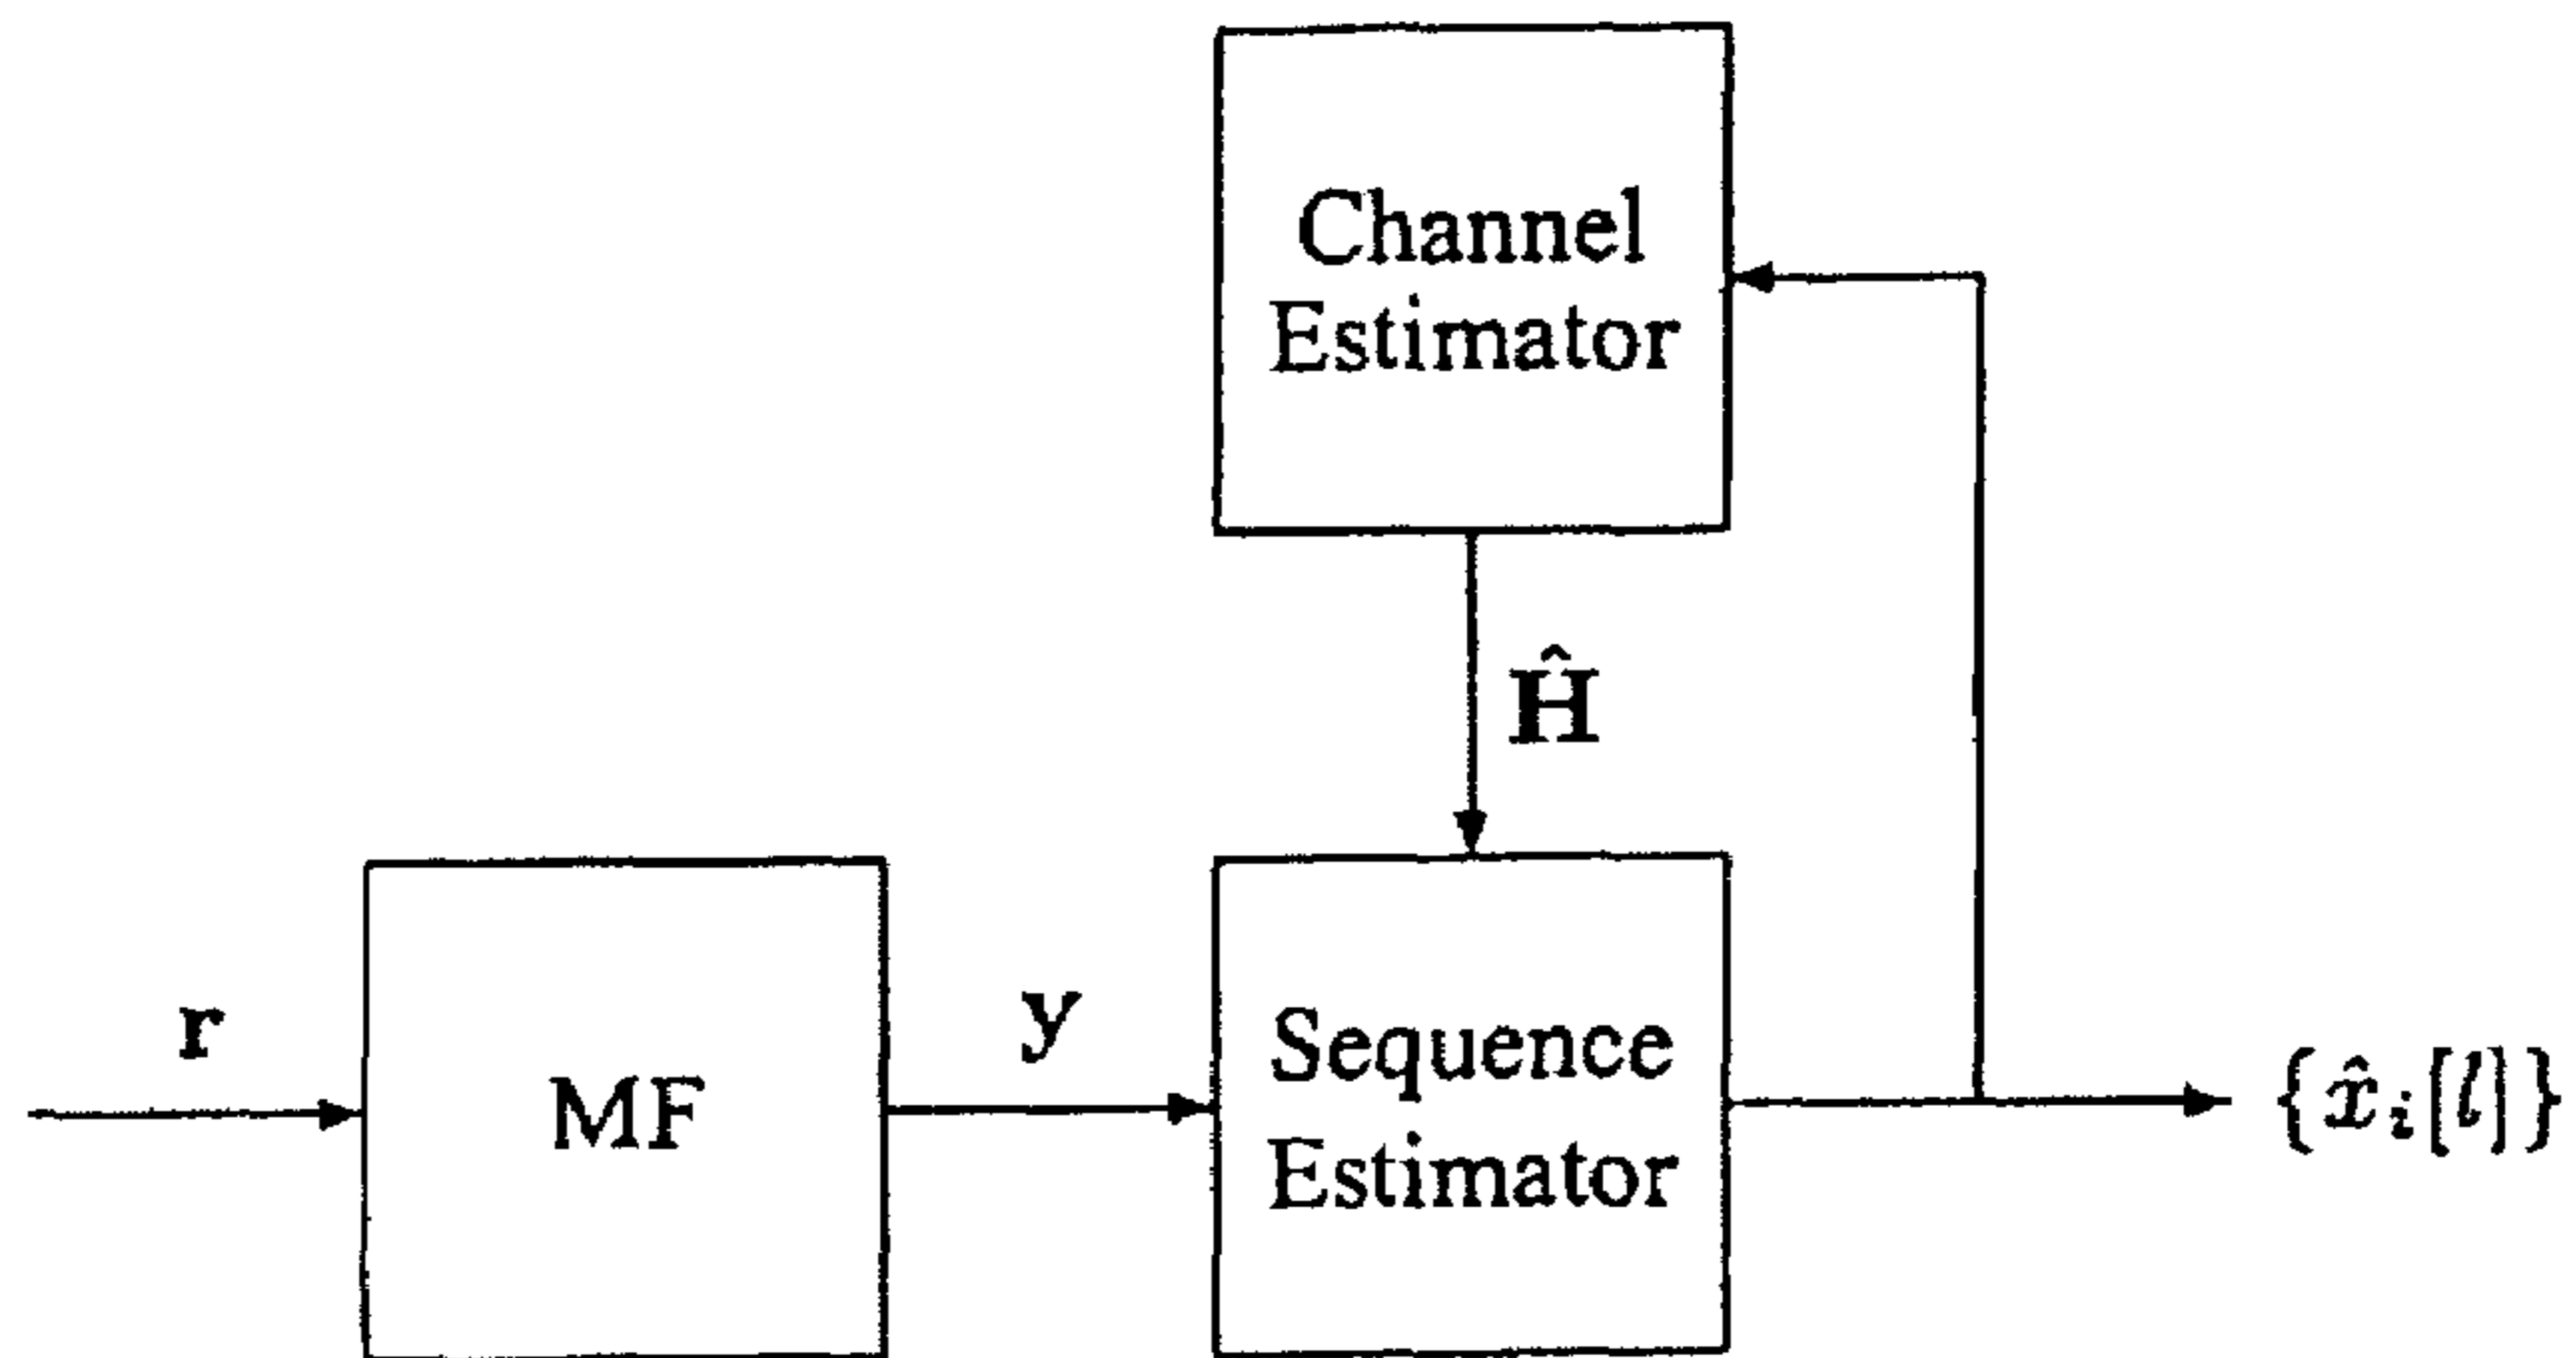 Channel
Estimator
Ĥ
r
MF
y
Sequence
Estimator
{x̂ᵢ[l]}